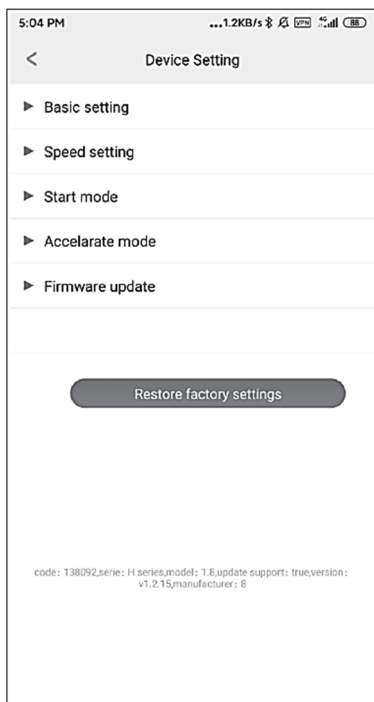 5:04 PM ...1.2KB/s VPN 4G 88
Device Setting
Basic setting
Speed setting
Start mode
Accelarate mode
Firmware update
Restore factory settings
code: 138092,serie: H series,model: 1.8,update support: true,version:
v1.2.15,manufacturer: 8